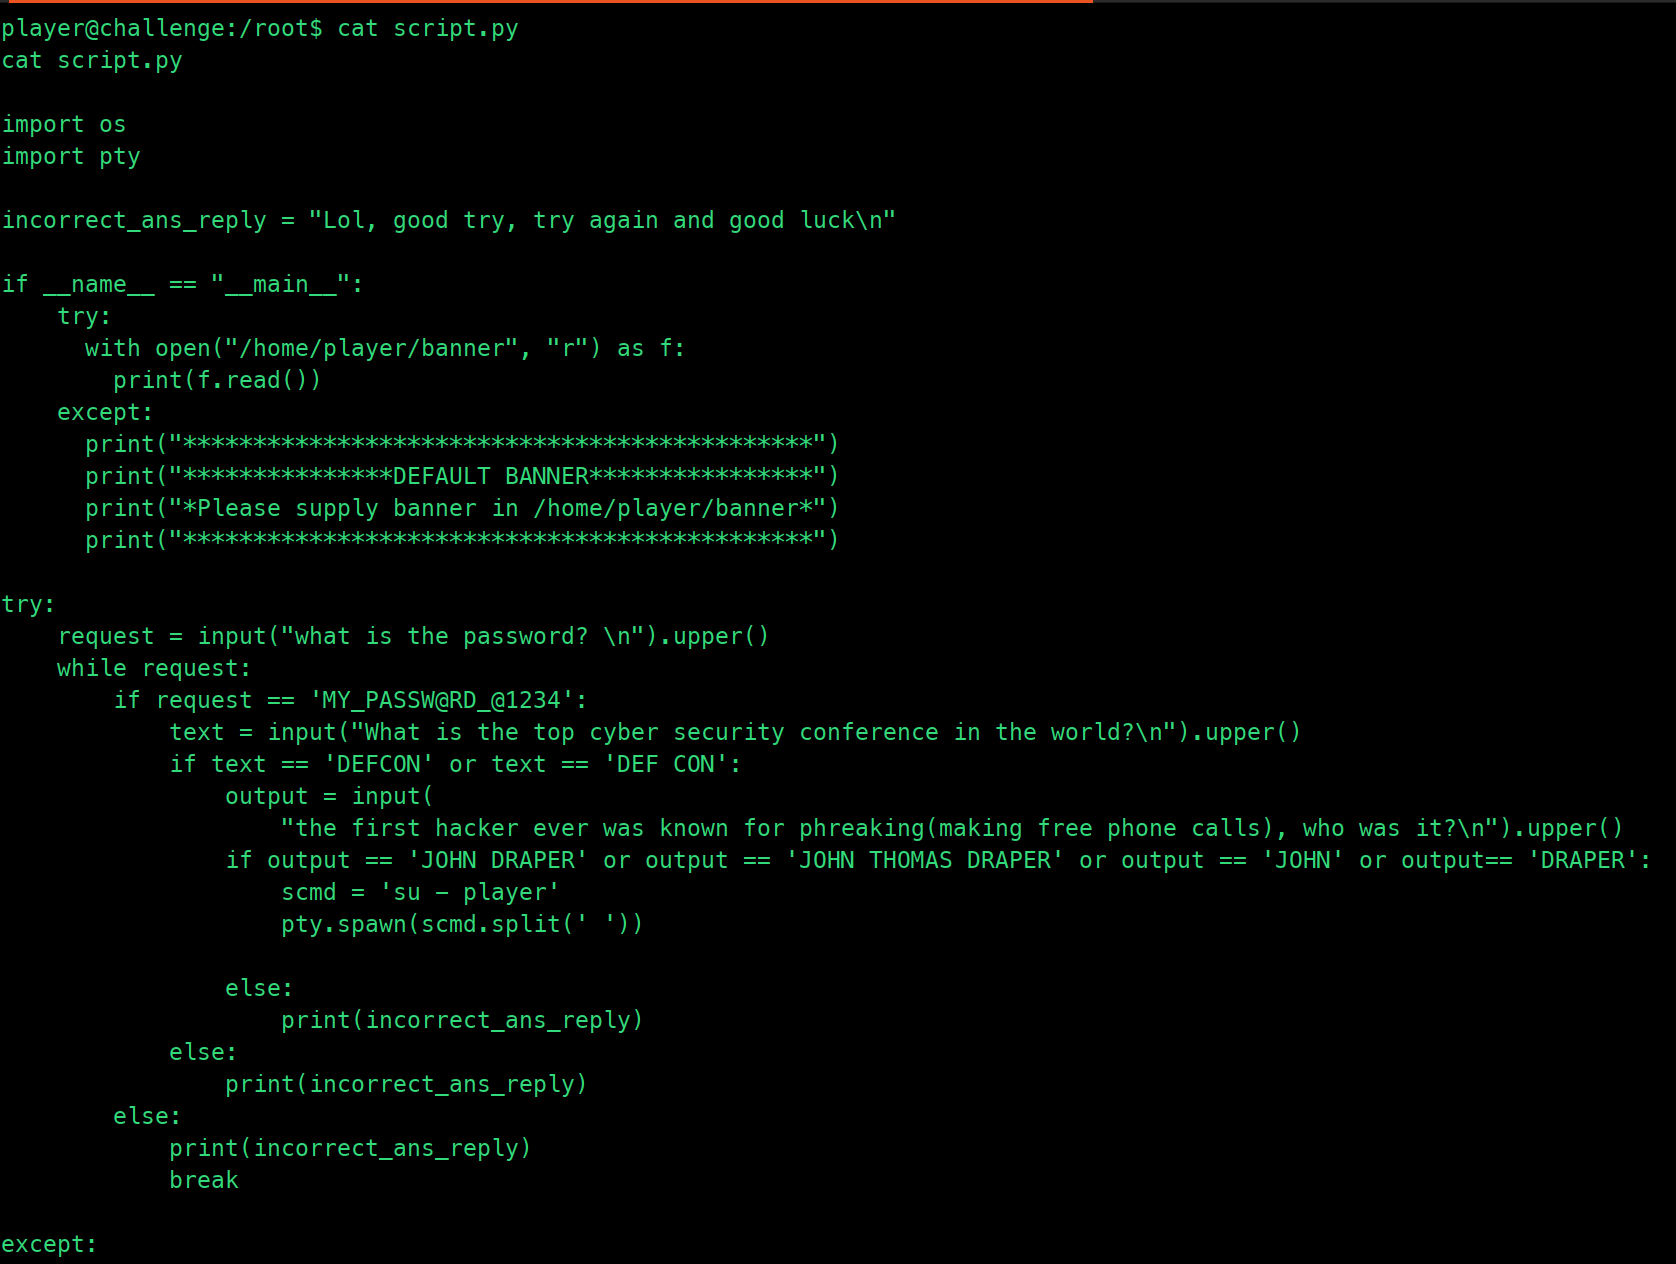 player@challenge:/root$ cat script.py
cat script.py

import os
import pty

incorrect_ans_reply = "Lol, good try, try again and good luck\n"

if __name__ == "__main__":
    try:
      with open("/home/player/banner", "r") as f:
        print(f.read())
    except:
      print("*********************************************")
      print("***************DEFAULT BANNER****************")
      print("*Please supply banner in /home/player/banner*")
      print("*********************************************")

try:
    request = input("what is the password? \n").upper()
    while request:
        if request == 'MY_PASSW@RD_@1234':
            text = input("What is the top cyber security conference in the world?\n").upper()
            if text == 'DEFCON' or text == 'DEF CON':
                output = input(
                    "the first hacker ever was known for phreaking(making free phone calls), who was it?\n").upper()
                if output == 'JOHN DRAPER' or output == 'JOHN THOMAS DRAPER' or output == 'JOHN' or output== 'DRAPER':
                    scmd = 'su - player'
                    pty.spawn(scmd.split(' '))

                else:
                    print(incorrect_ans_reply)
            else:
                print(incorrect_ans_reply)
        else:
            print(incorrect_ans_reply)
            break

except: